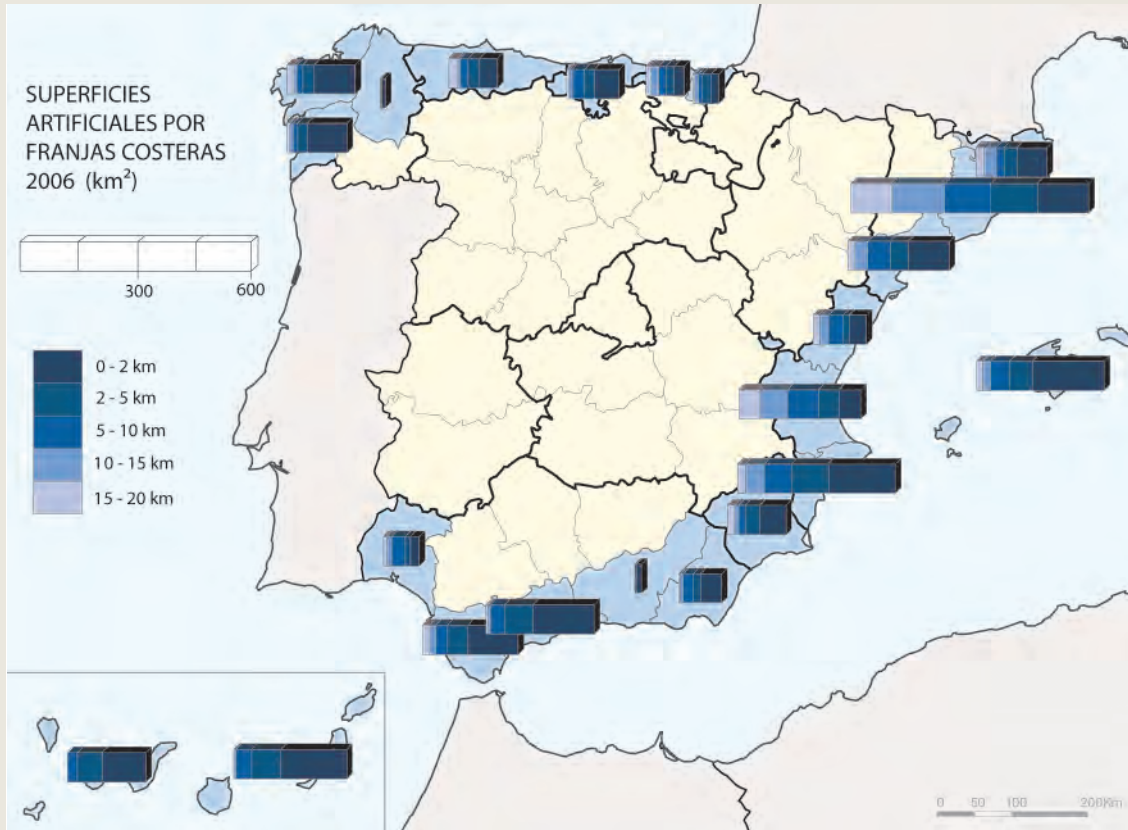 SUPERFICIES
ARTIFICIALES POR
FRANJAS COSTERAS
2006 (km²)
300 600
0 - 2 km
2 - 5 km
5 - 10 km
10 - 15 km
15 - 20 km
0 50 100 200Km